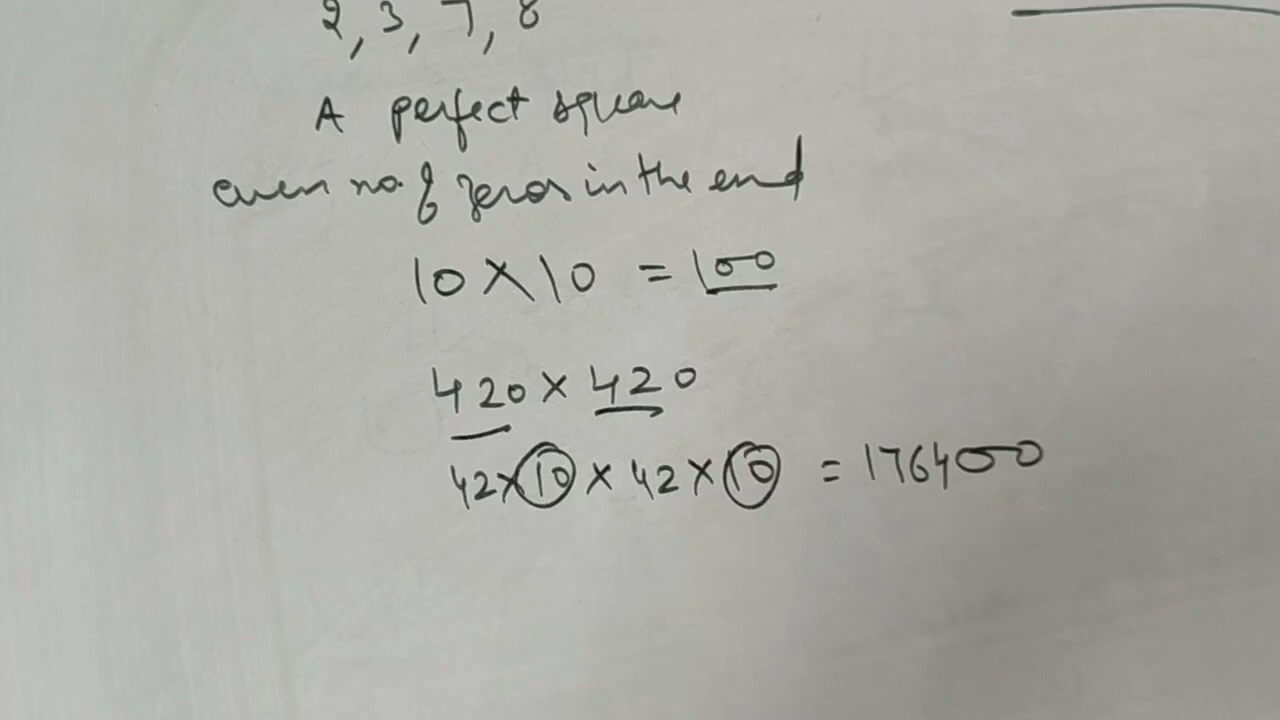 2, 3, 7, 8
A perfect square
even no. of zeros in the end
10 × 10 = 100
420 × 420
42 × 10 × 42 × 10 = 176400